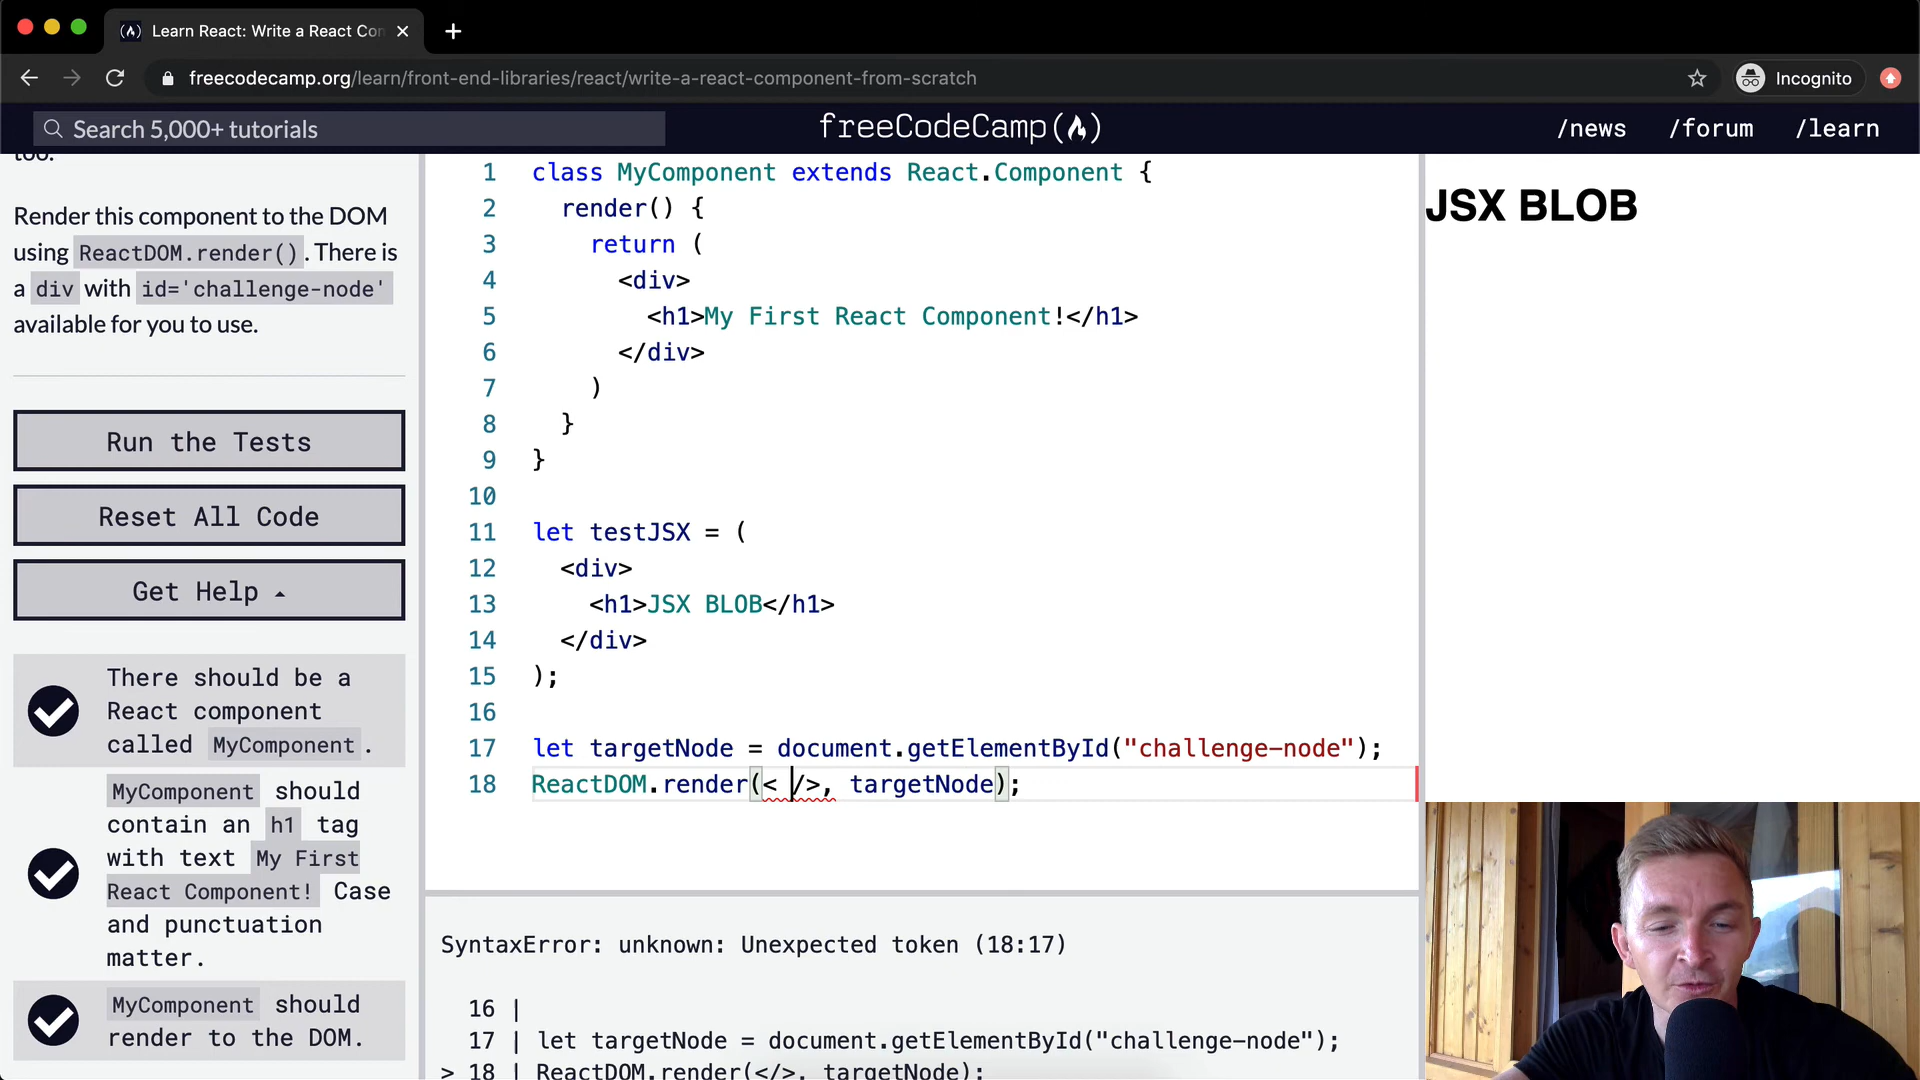 Learn React: Write a React Con
freecodecamp.org/learn/front-end-libraries/react/write-a-react-component-from-scratch
Incognito
Search 5,000+ tutorials
freeCodeCamp
/news /forum /learn
too.
Render this component to the DOM
using ReactDOM.render(). There is
a div with id='challenge-node'
available for you to use.
Run the Tests
Reset All Code
Get Help
There should be a
React component
called MyComponent.
MyComponent should
contain an h1 tag
with text My First
React Component! Case
and punctuation
matter.
MyComponent should
render to the DOM.
1 class MyComponent extends React.Component {
2 render() {
3 return (
4 <div>
5 <h1>My First React Component!</h1>
6 </div>
7 )
8 }
9 }
10
11 let testJSX = (
12 <div>
13 <h1>JSX BLOB</h1>
14 </div>
15 );
16
17 let targetNode = document.getElementById("challenge-node");
18 ReactDOM.render(< />, targetNode);
SyntaxError: unknown: Unexpected token (18:17)
16 |
17 | let targetNode = document.getElementById("challenge-node");
> 18 | ReactDOM.render(</>, targetNode);
JSX BLOB